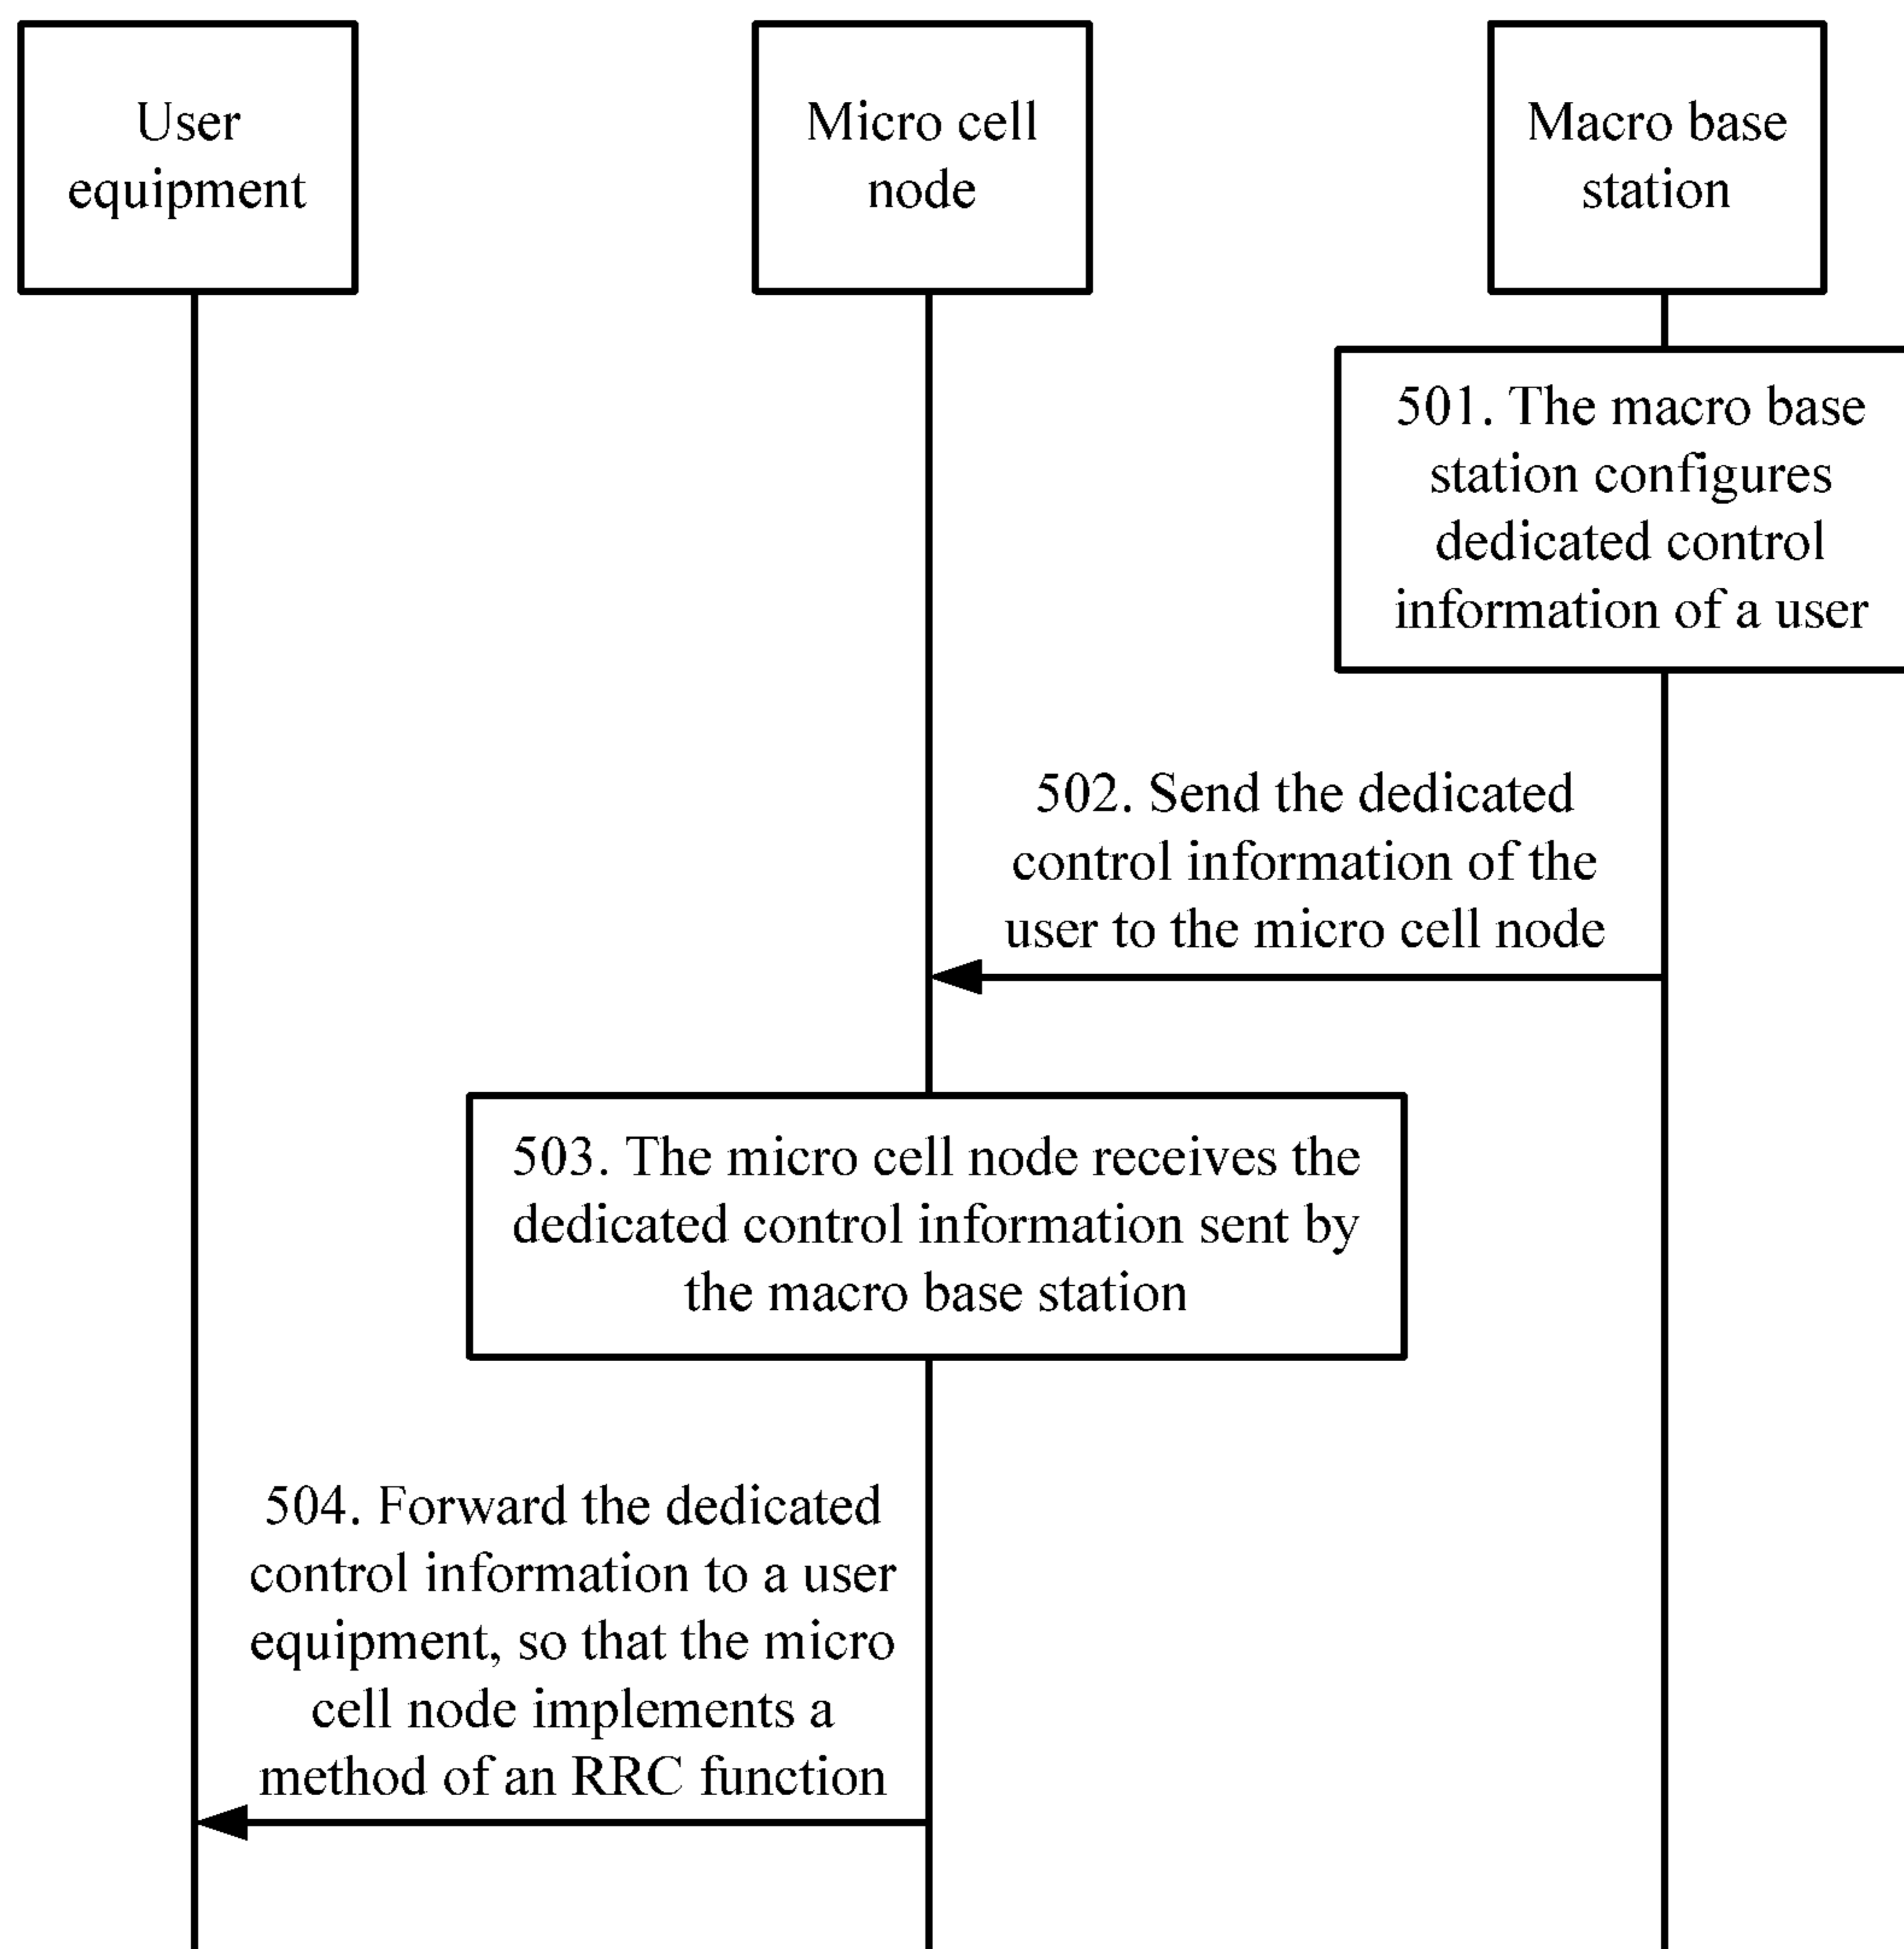 User
equipment
Micro cell
node
Macro base
station
501. The macro base
station configures
dedicated control
information of a user
502. Send the dedicated
control information of the
user to the micro cell node
503. The micro cell node receives the
dedicated control information sent by
the macro base station
504. Forward the dedicated
control information to a user
equipment, so that the micro
cell node implements a
method of an RRC function